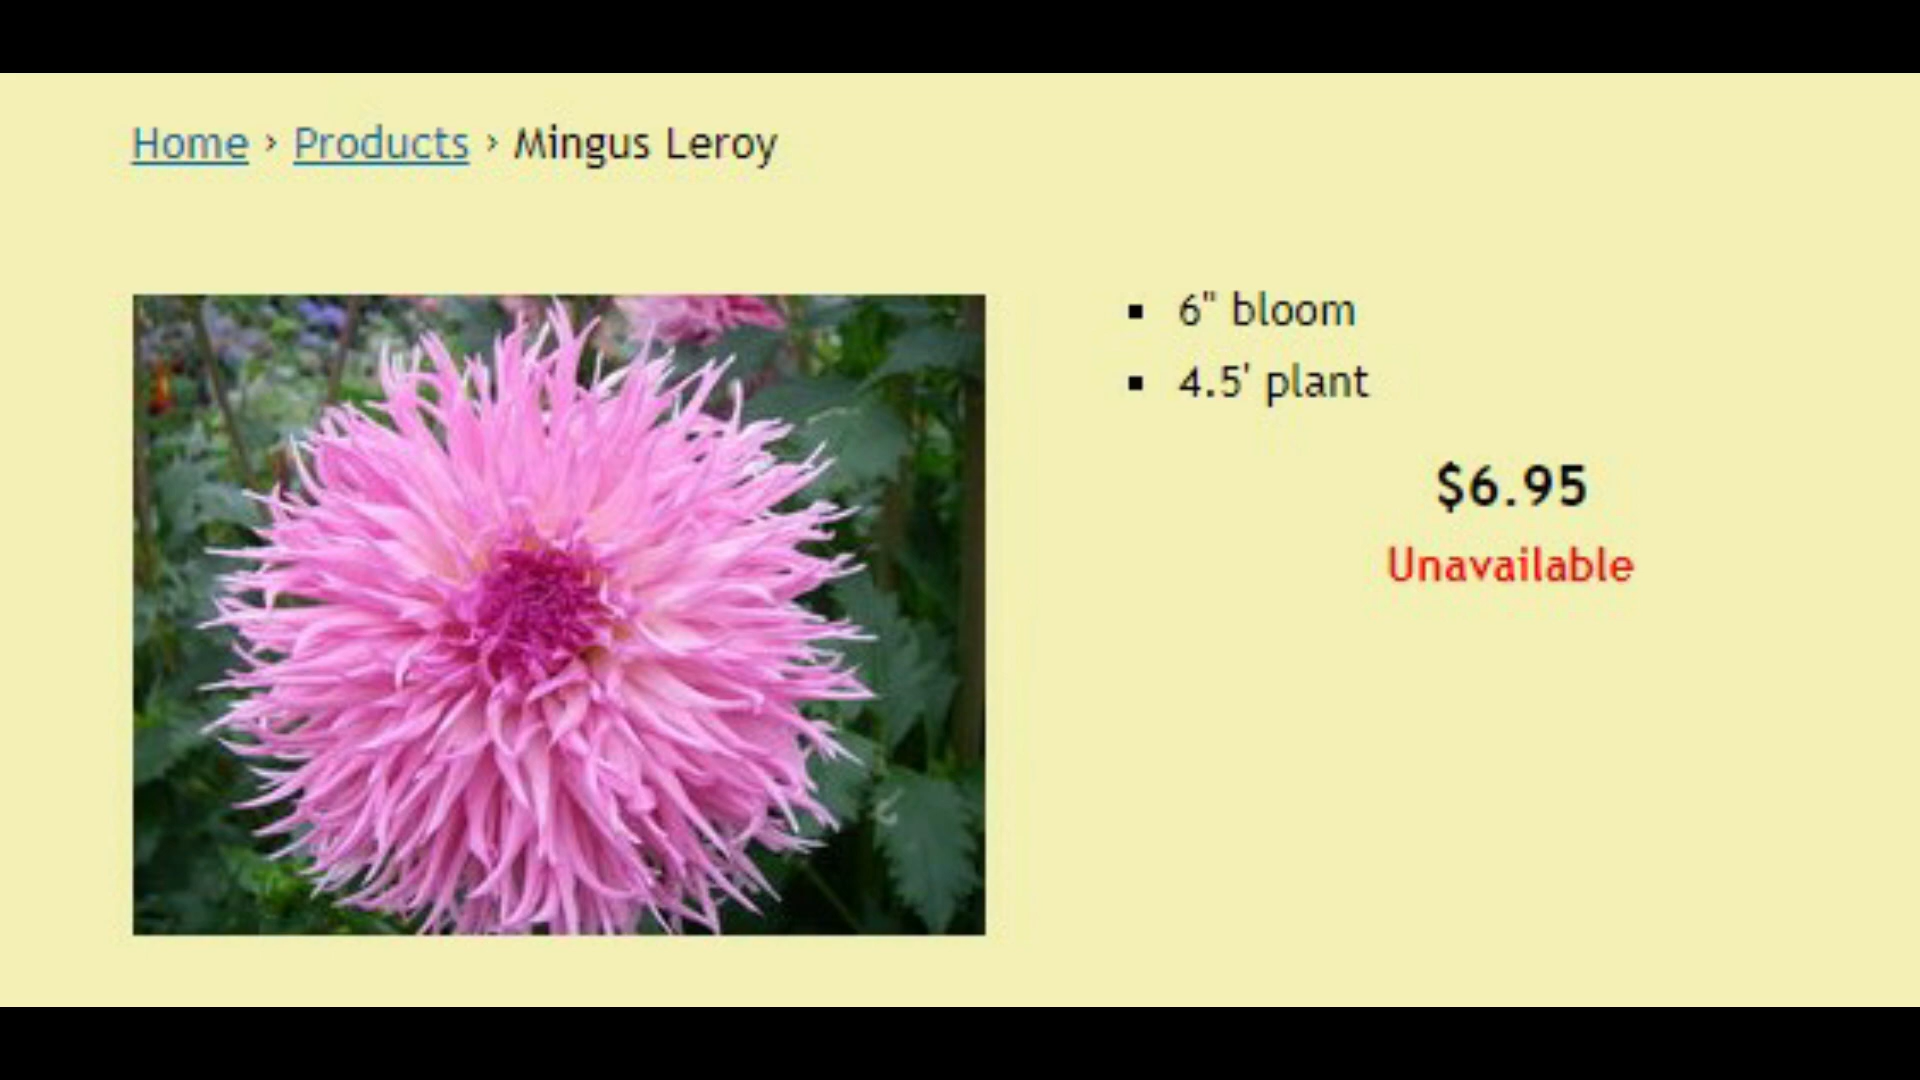 Home › Products › Mingus Leroy
▪ 6" bloom
▪ 4.5' plant
$6.95
Unavailable